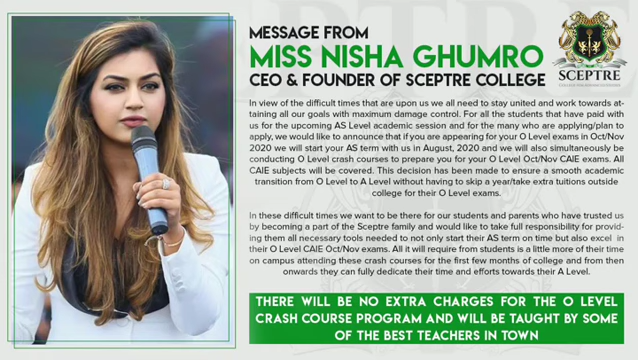 MESSAGE FROM
MISS NISHA GHUMRO
CEO & FOUNDER OF SCEPTRE COLLEGE
SCEPTRE
In view of the difficult times that are upon us we all need to stay united and work towards at-
taining all our goals with maximum damage control. For all the students that have paid with
us for the upcoming AS Level academic session and for the many who are applying/plan to
apply, we would like to announce that if you are appearing for your O Level exams in Oct/Nov
2020 we will start your AS term with us in August, 2020 and we will also simultaneously be
conducting O Level crash courses to prepare you for your O Level Oct/Nov CAIE exams. All
CAIE subjects will be covered. This decision has been made to ensure a smooth academic
transition from O Level to A Level without having to skip a year/take extra tuitions outside
college for their O Level exams.
In these difficult times we want to be there for our students and parents who have trusted us
by becoming a part of the Sceptre family and would like to take full responsibility for provid-
ing them all necessary tools needed to not only start their AS term on time but also excel in
their O Level CAIE Oct/Nov exams. All it will require from students is a little more of their time
on campus attending these crash courses for the first few months of college and from then
onwards they can fully dedicate their time and efforts towards their A Level.
THERE WILL BE NO EXTRA CHARGES FOR THE O LEVEL
CRASH COURSE PROGRAM AND WILL BE TAUGHT BY SOME
OF THE BEST TEACHERS IN TOWN